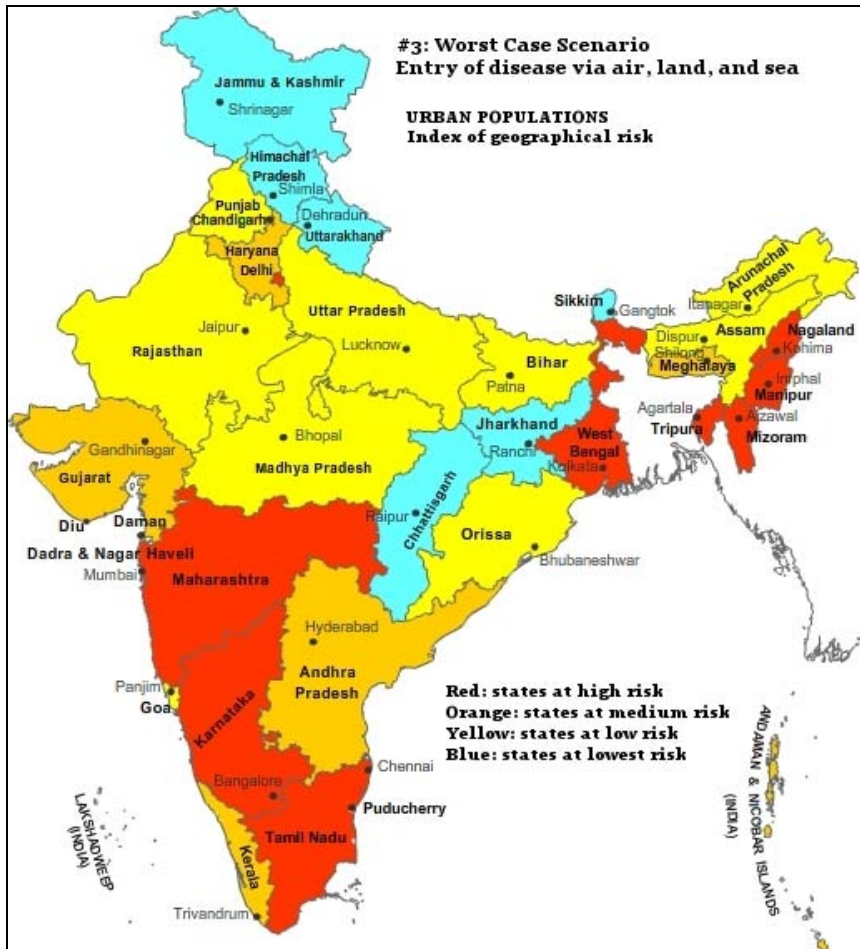 #3: Worst Case Scenario
Entry of disease via air, land, and sea
URBAN POPULATIONS
Index of geographical risk
Jammu & Kashmir
Shrinagar
Himachal
Pradesh
Shimla
Punjab
Chandigarh
Dehradun
Uttarakhand
Haryana
Delhi
Arunachal
Pradesh
Sikkim
Gangtok
Itanagar
Uttar Pradesh
Jaipur
Lucknow
Rajasthan
Bihar
Patna
Dispur
Assam
Nagaland
Shilong
Kohima
Meghalaya
Imphal
Manipur
Agartala
Aizawal
Tripura
Mizoram
Jharkhand
Ranchi
West
Bengal
Kolkata
Gandhinagar
Bhopal
Madhya Pradesh
Gujarat
Chhattisgarh
Raipur
Diu
Daman
Dadra & Nagar Haveli
Orissa
Bhubaneshwar
Mumbai
Maharashtra
Hyderabad
Andhra
Pradesh
Panjim
Goa
Karnataka
Red: states at high risk
Orange: states at medium risk
Yellow: states at low risk
Blue: states at lowest risk
Chennai
Bangalore
Puducherry
Tamil Nadu
Kerala
Trivandrum
LAKSHADWEEP
(INDIA)
ANDAMAN & NICOBAR ISLANDS
(INDIA)